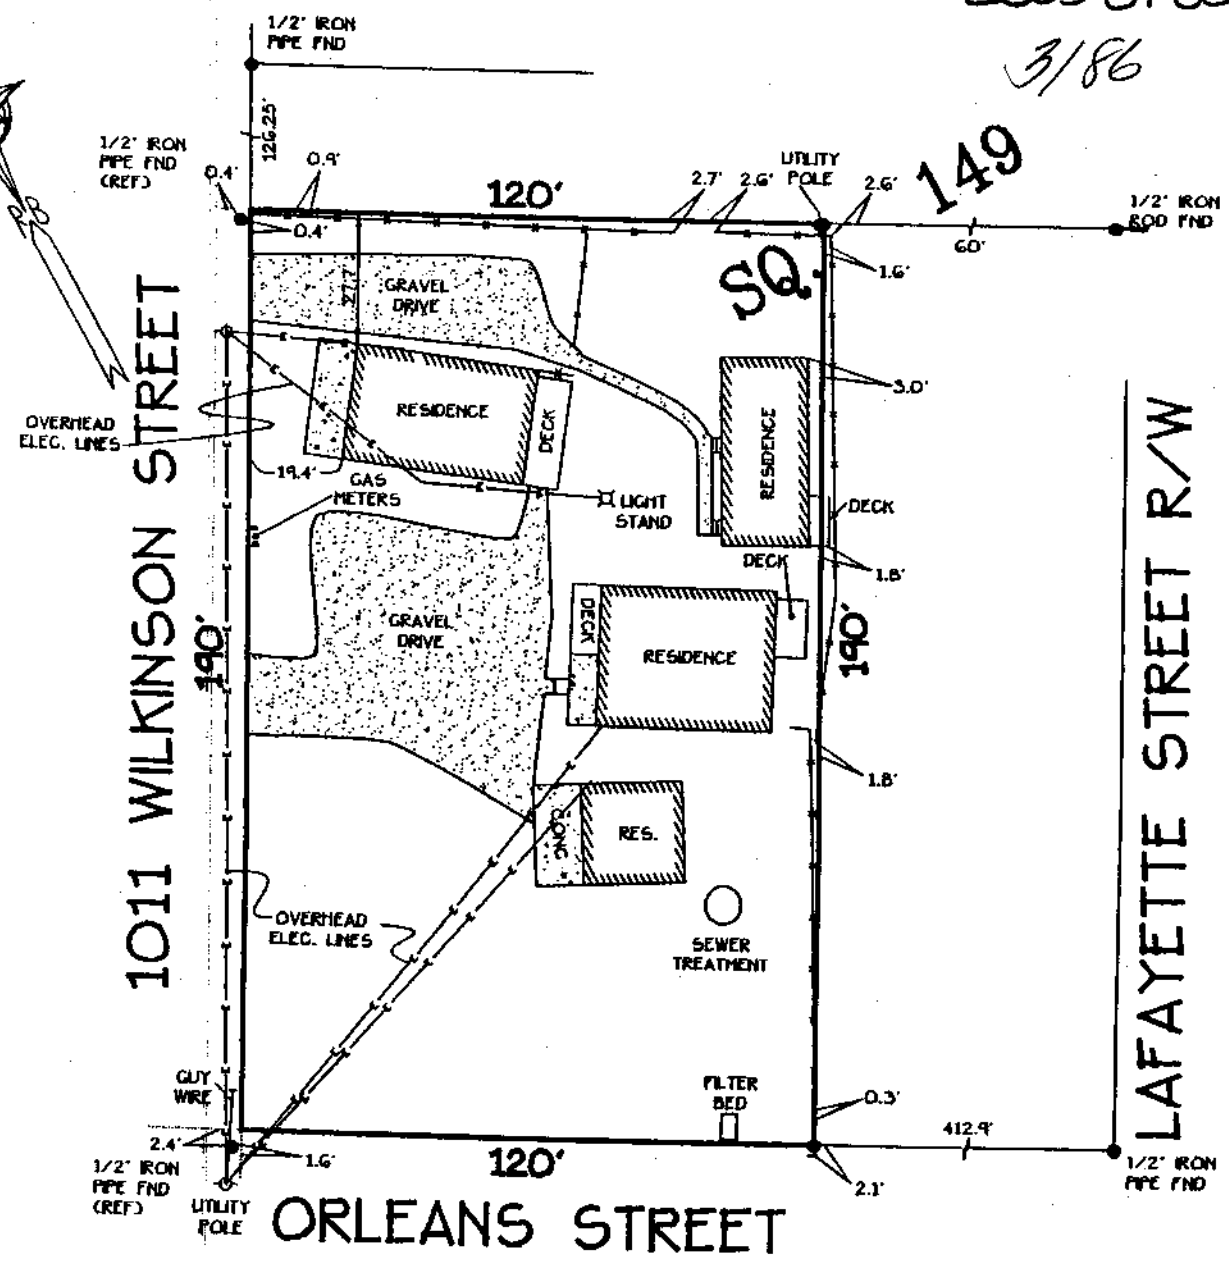 3/86
1/2" IRON
PIPE FND
126.25'
1/2" IRON
PIPE FND
(REF)
0.4'
0.9'
120'
2.7'
2.6'
UTILITY
POLE
2.6'
149
1/2" IRON
ROD FND
0.4'
60'
SQ.
1.6'
GRAVEL
DRIVE
RESIDENCE
DECK
RESIDENCE
3.0'
OVERHEAD
ELEC. LINES
19.4'
GAS
METERS
LIGHT
STAND
DECK
DECK
1.8'
DECK
GRAVEL
DRIVE
RESIDENCE
190'
190'
1011 WILKINSON STREET
LAFAYETTE STREET R/W
1.8'
CONC
RES.
OVERHEAD
ELEC. LINES
SEWER
TREATMENT
GUY
WIRE
FILTER
BED
0.3'
2.4'
1.6'
120'
412.9'
2.1'
1/2" IRON
PIPE FND
(REF)
UTILITY
POLE
1/2" IRON
PIPE FND
ORLEANS STREET